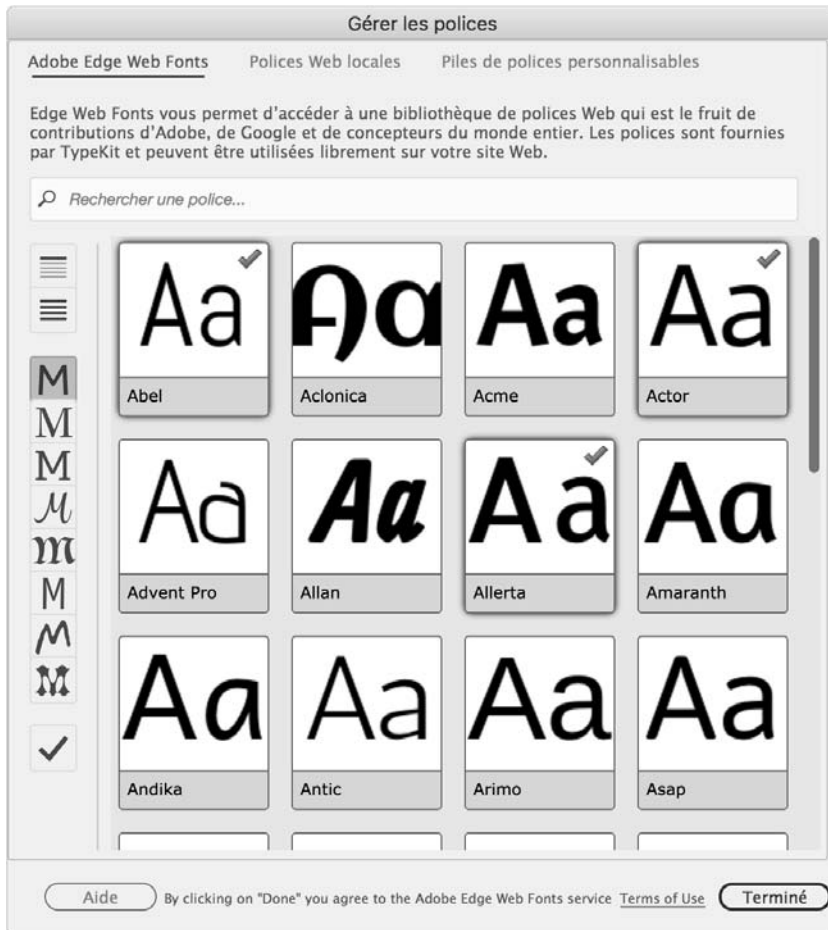 Gérer les polices
Adobe Edge Web Fonts Polices Web locales Piles de polices personnalisables
Edge Web Fonts vous permet d'accéder à une bibliothèque de polices Web qui est le fruit de
contributions d'Adobe, de Google et de concepteurs du monde entier. Les polices sont fournies
par TypeKit et peuvent être utilisées librement sur votre site Web.
Rechercher une police...
Aa Aa Aa Aa
Abel Aclonica Acme Actor
M
M
M
Aa Aa Aa Aa
M
M
Advent Pro Allan Allerta Amaranth
M
M
M
Aa Aa Aa Aa
Andika Antic Arimo Asap
Aide By clicking on "Done" you agree to the Adobe Edge Web Fonts service Terms of Use Terminé